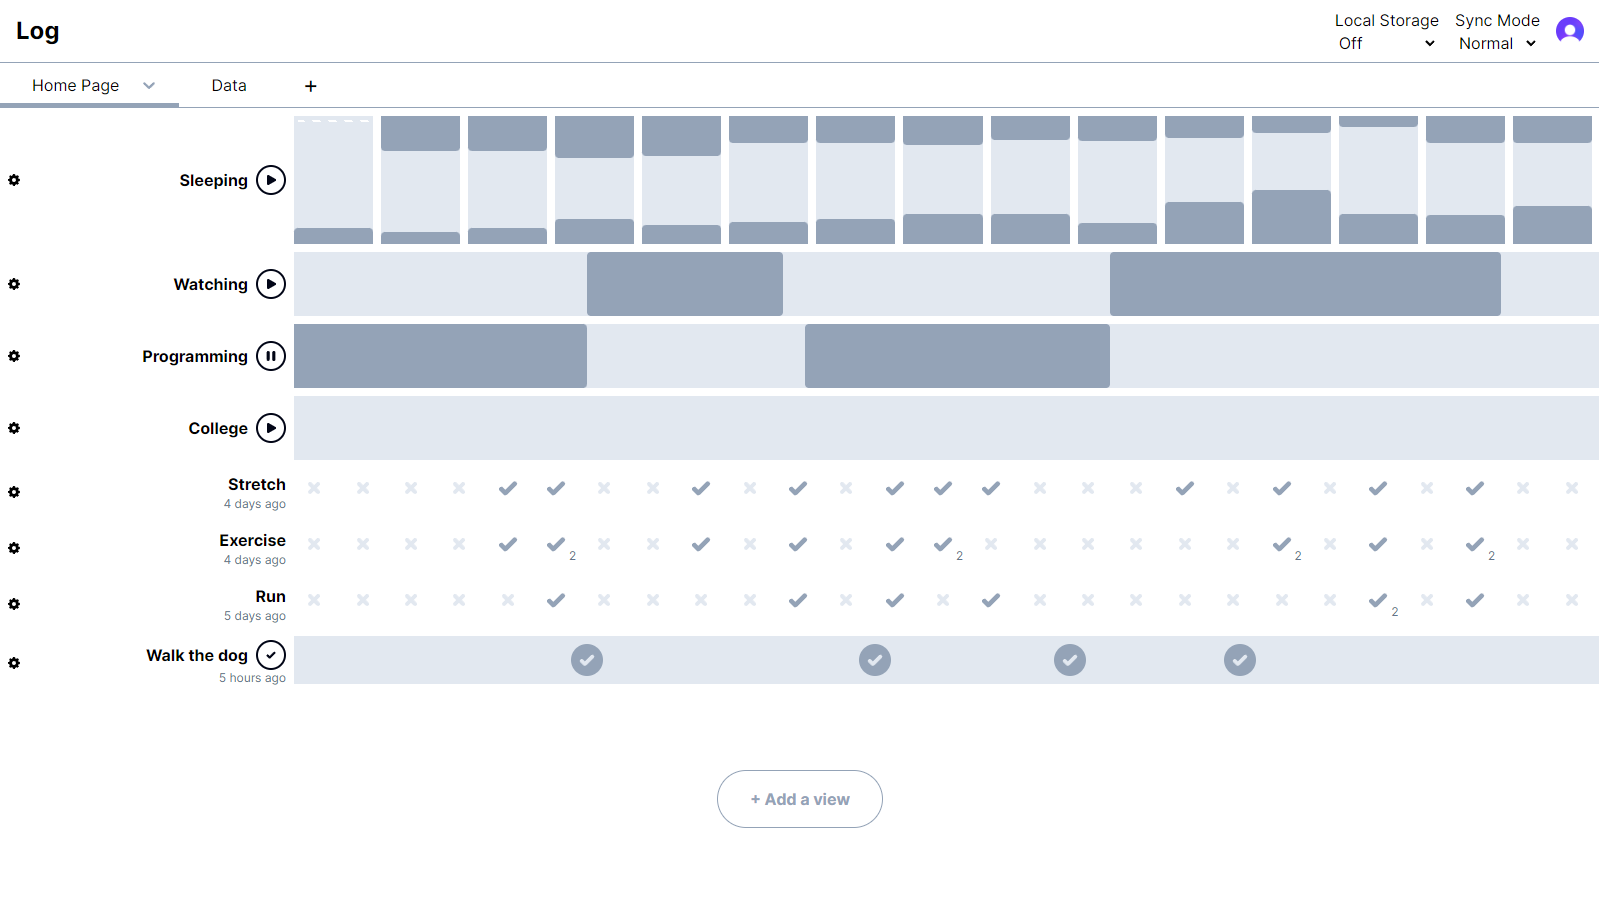 Log
Local Storage Sync Mode
Off Normal
Home Page Data +
Sleeping
Watching
Programming
College
Stretch
4 days ago
Exercise
4 days ago
2 2 2 2
Run
5 days ago
2
Walk the dog
5 hours ago
+ Add a view